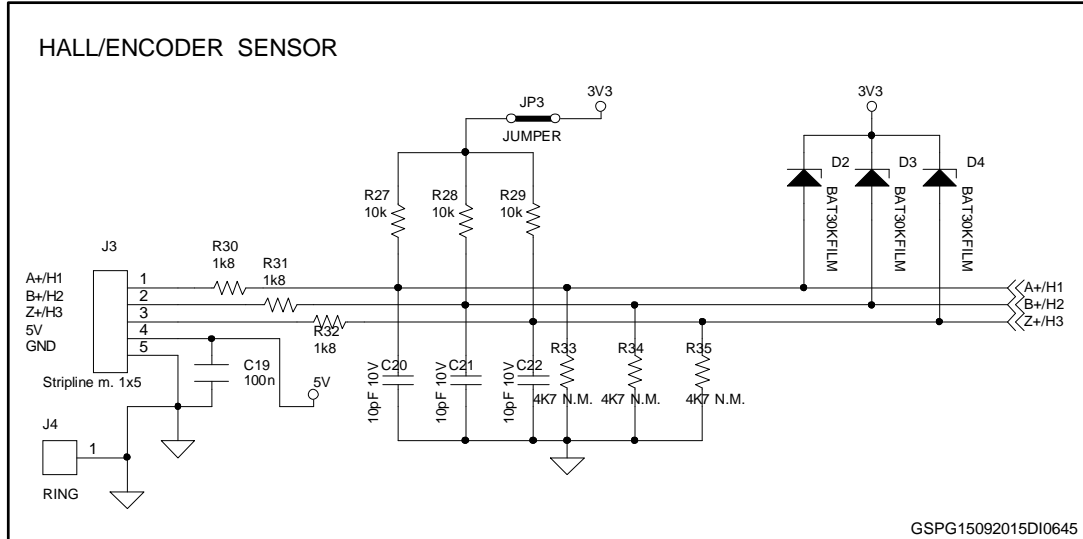 HALL/ENCODER SENSOR
JP3
JUMPER
3V3
3V3
R27
10k
R28
10k
R29
10k
D2
BAT30KFILM
D3
BAT30KFILM
D4
BAT30KFILM
J3
R30
1k8
R31
1k8
R32
1k8
A+/H1
B+/H2
Z+/H3
5V
GND
1
2
3
4
5
Stripline m. 1x5
A+/H1
B+/H2
Z+/H3
C19
100n
5V
C20
10pF 10V
C21
10pF 10V
C22
10pF 10V
R33
4K7 N.M.
R34
4K7 N.M.
R35
4K7 N.M.
J4
1
RING
GSPG15092015DI0645